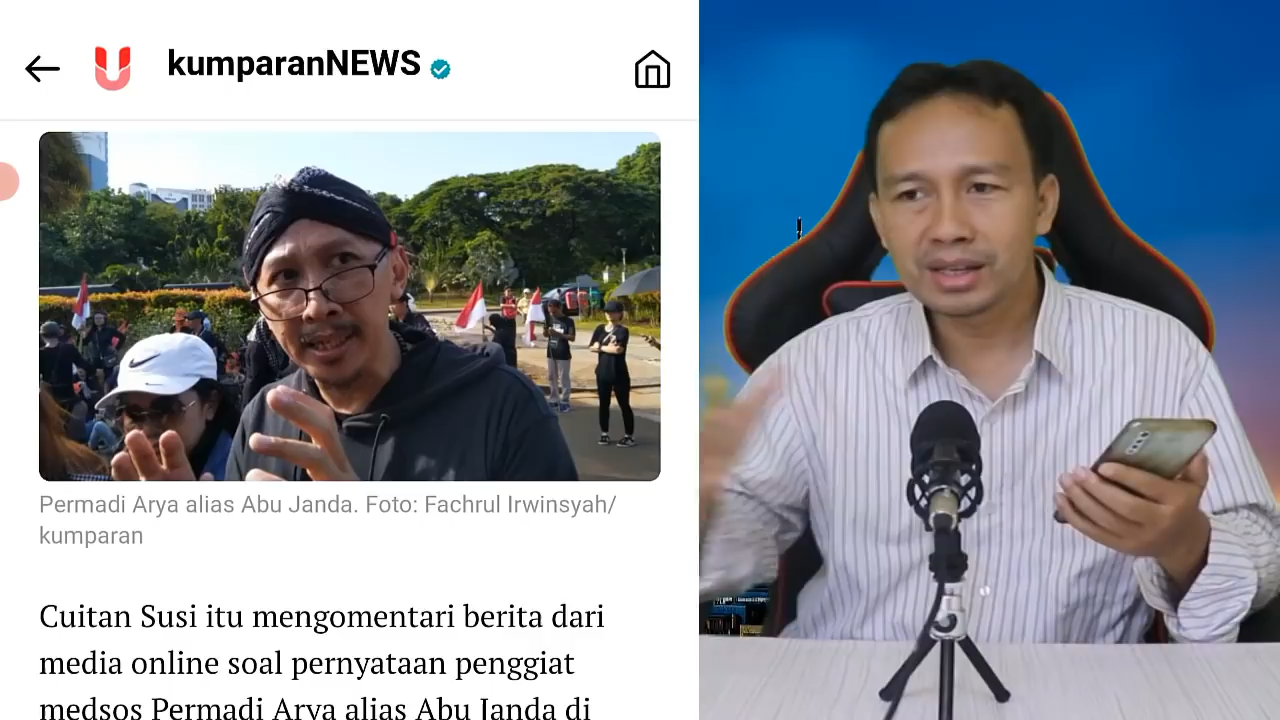 kumparanNEWS
Permadi Arya alias Abu Janda. Foto: Fachrul Irwinsyah/
kumparan
Cuitan Susi itu mengomentari berita dari
media online soal pernyataan penggiat
medsos Permadi Arya alias Abu Janda di